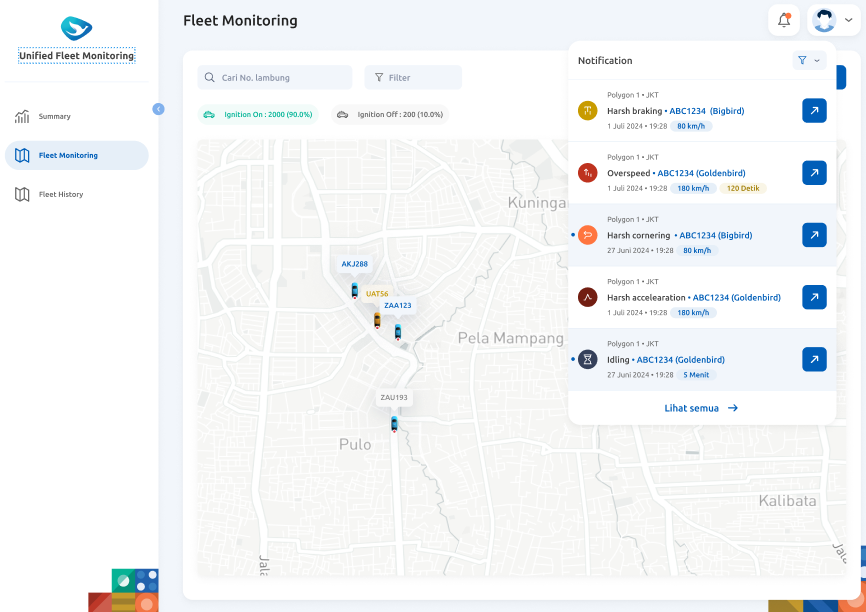 Unified Fleet Monitoring
Summary
Fleet Monitoring
Fleet History
Fleet Monitoring
Cari No. lambung
Filter
Ignition On : 2000 (90.0%)
Ignition Off : 200 (10.0%)
Kuninga
AKJ288
UAT56
ZAA123
Pela Mampang
ZAU193
Pulo
Kalibata
Jala
Jal
Notification
Polygon 1 • JKT
Harsh braking • ABC1234 (Bigbird)
1 Juli 2024 • 19:28 80 km/h
Polygon 1 • JKT
Overspeed • ABC1234 (Goldenbird)
1 Juli 2024 • 19:28 180 km/h 120 Detik
Polygon 1 • JKT
Harsh cornering • ABC1234 (Bigbird)
27 Juni 2024 • 19:28 80 km/h
Polygon 1 • JKT
Harsh accelearation • ABC1234 (Goldenbird)
1 Juli 2024 • 19:28 180 km/h
Polygon 1 • JKT
Idling • ABC1234 (Goldenbird)
27 Juni 2024 • 19:28 5 Menit
Lihat semua